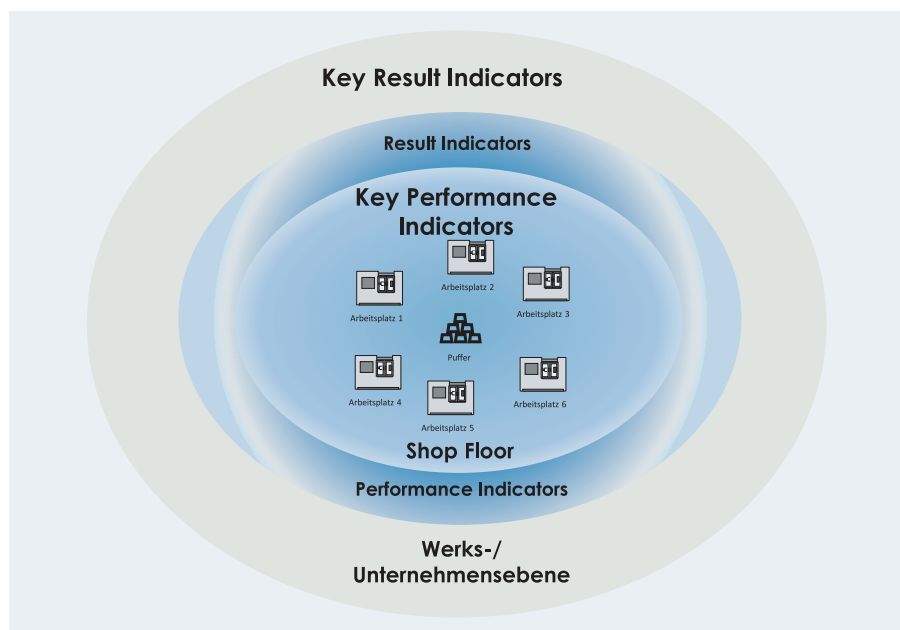 Key Result Indicators
Result Indicators
Key Performance
Indicators
Arbeitsplatz 2
Arbeitsplatz 1
Arbeitsplatz 3
Puffer
Arbeitsplatz 4
Arbeitsplatz 6
Arbeitsplatz 5
Shop Floor
Performance Indicators
Werks-/
Unternehmensebene